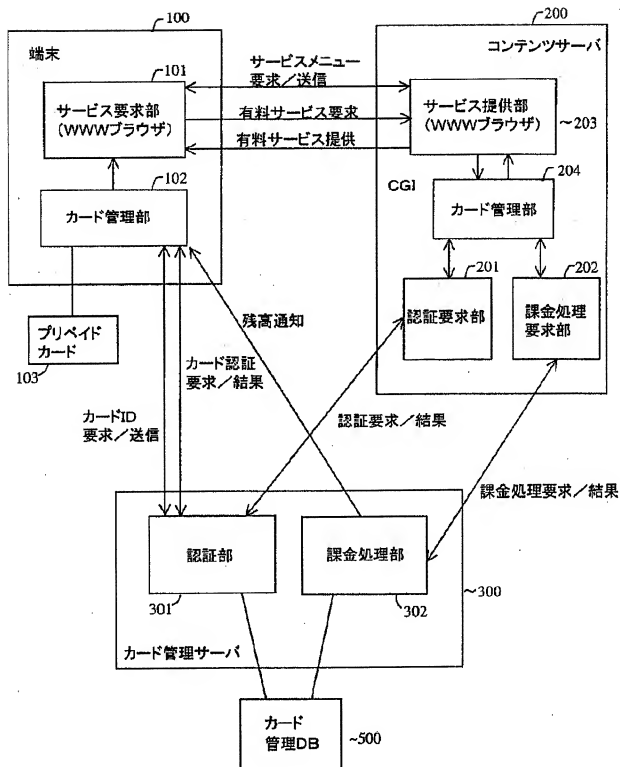 100
端末
101
サービス要求部
(WWWブラウザ)
102
カード管理部
プリペイド
カード
103
サービスメニュー
要求/送信
有料サービス要求
有料サービス提供
200
コンテンツサーバ
サービス提供部
(WWWブラウザ)
~203
CGI
204
カード管理部
201
認証要求部
202
課金処理
要求部
残高通知
カード認証
要求/結果
カードID
要求/送信
認証要求/結果
課金処理要求/結果
認証部
301
課金処理部
302
~300
カード管理サーバ
カード
管理DB
~500